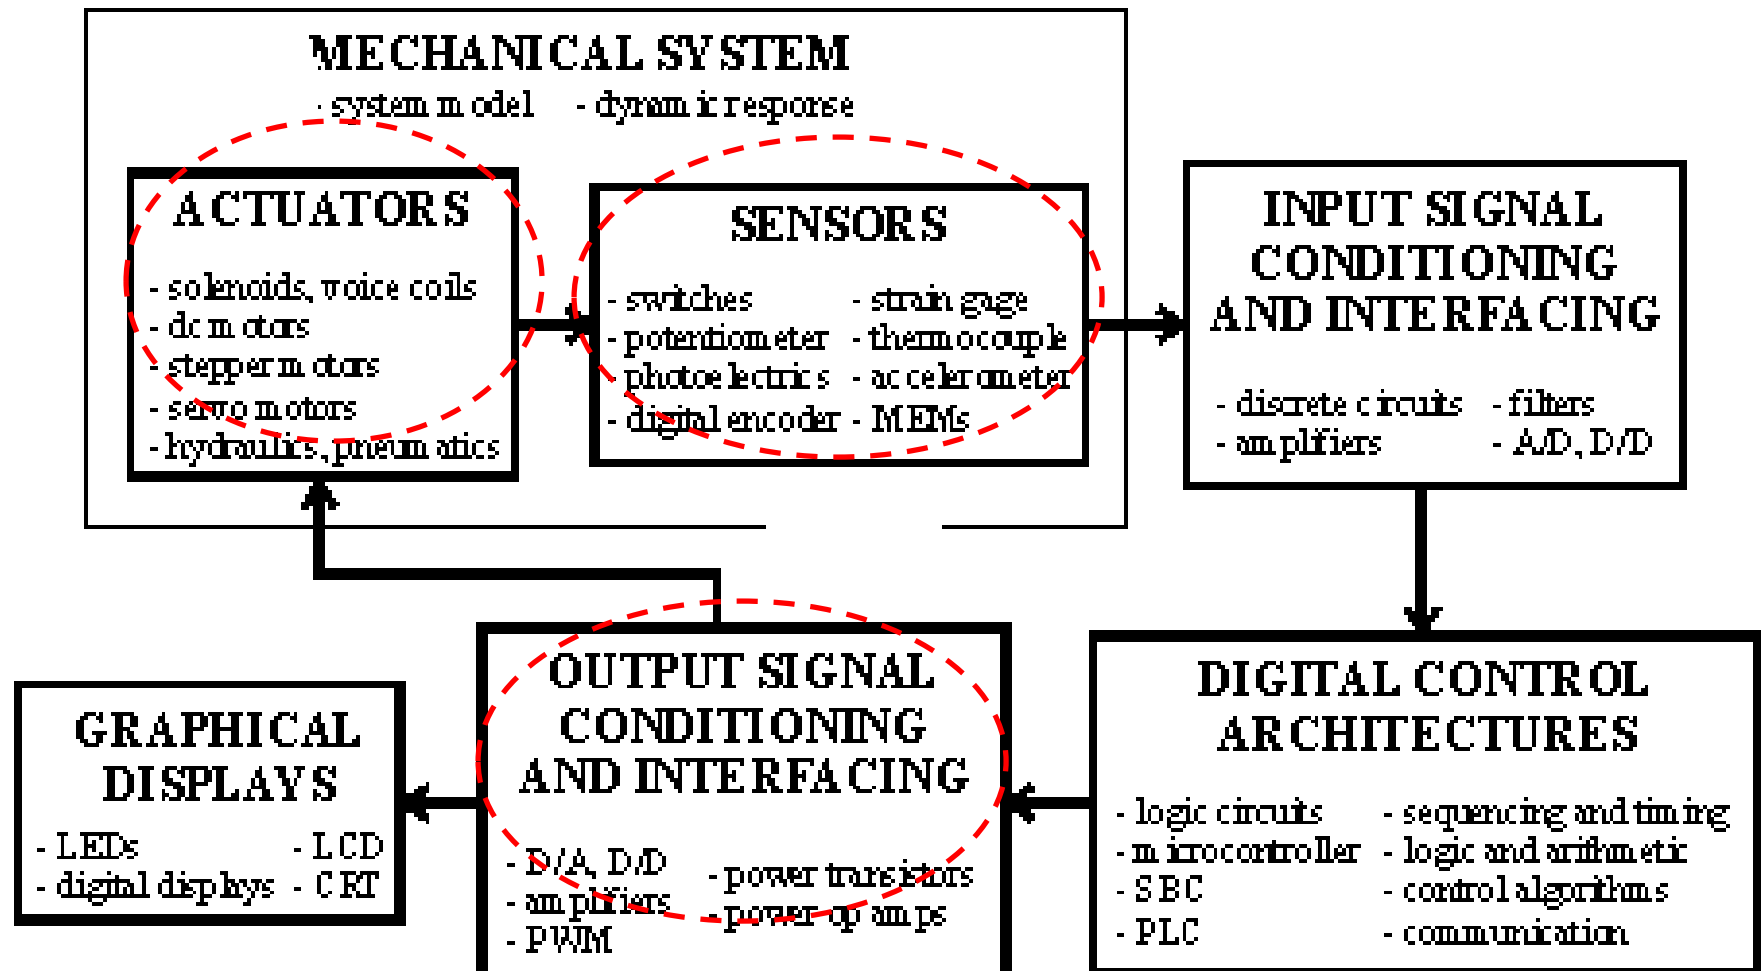 MECHANICAL SYSTEM
- system model - dynamic response
ACTUATORS
- solenoids, voice coils
- dc motors
- stepper motors
- servo motors
- hydraulics, pneumatics
SENSORS
- switches - strain gage
- potentiometer - thermocouple
- photoelectrics - accelerometer
- digital encoder - MEMs
INPUT SIGNAL
CONDITIONING
AND INTERFACING
- discrete circuits - filters
- amplifiers - A/D, D/D
GRAPHICAL
DISPLAYS
- LEDs - LCD
- digital displays - CRT
OUTPUT SIGNAL
CONDITIONING
AND INTERFACING
- D/A, D/D - power transistors
- amplifiers - power op amps
- PWM
DIGITAL CONTROL
ARCHITECTURES
- logic circuits - sequencing and timing
- microcontroller - logic and arithmetic
- SBC - control algorithms
- PLC - communication